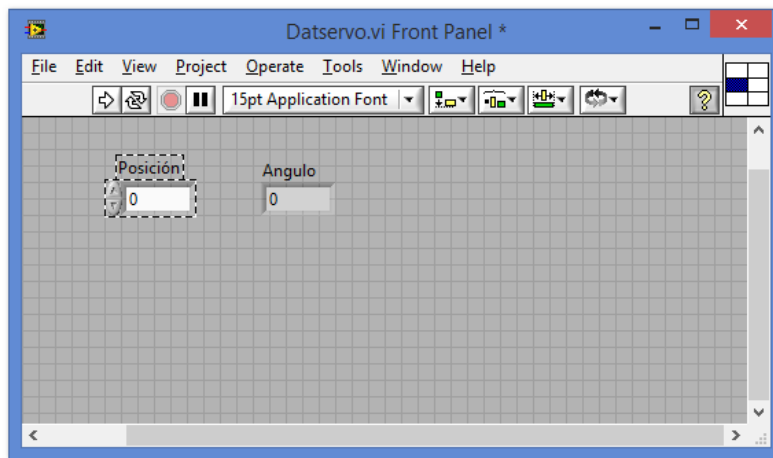 Datservo.vi Front Panel *
File Edit View Project Operate Tools Window Help
15pt Application Font
Posición Angulo
0 0